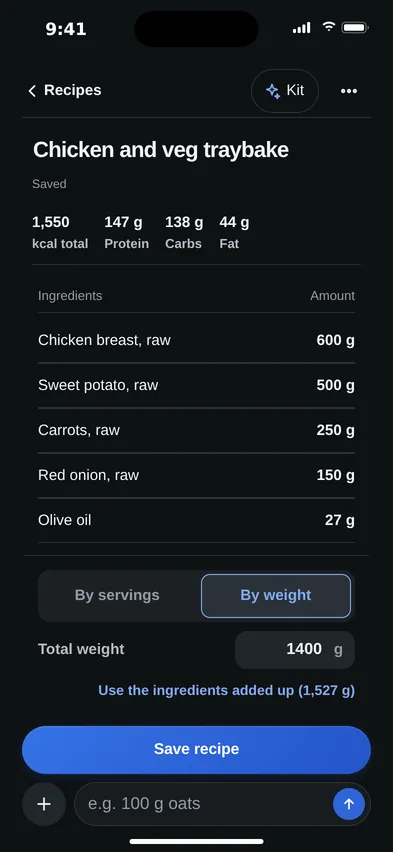 9:41
Recipes
Kit
Chicken and veg traybake
Saved
1,550 147 g 138 g 44 g
kcal total Protein Carbs Fat
Ingredients Amount
Chicken breast, raw 600 g
Sweet potato, raw 500 g
Carrots, raw 250 g
Red onion, raw 150 g
Olive oil 27 g
By servings By weight
Total weight 1400 g
Use the ingredients added up (1,527 g)
Save recipe
e.g. 100 g oats